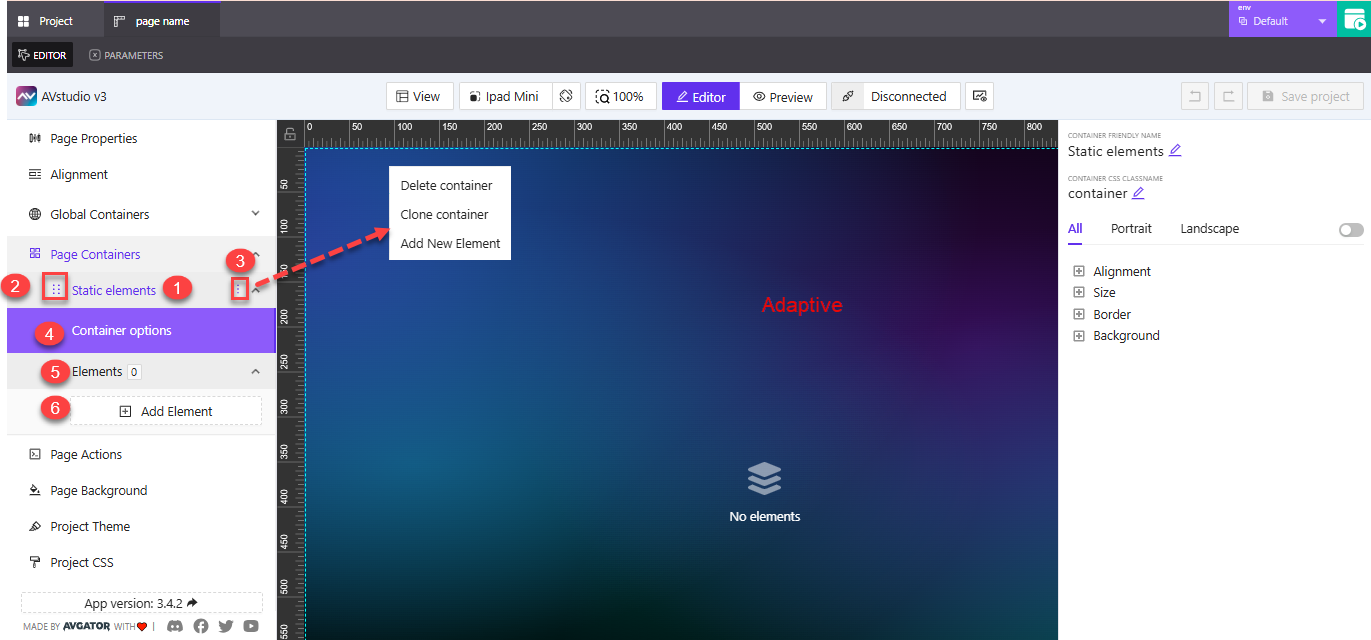 Project
page name
env
Default
EDITOR
PARAMETERS
AVstudio v3
View
Ipad Mini
100%
Editor
Preview
Disconnected
Save project
Page Properties
Alignment
Global Containers
Page Containers
3
2
Static elements
1
4
Container options
5
Elements 0
6
Add Element
Page Actions
Page Background
Project Theme
Project CSS
App version: 3.4.2
MADE BY AVGATOR WITH
0 50 100 150 200 250 300 350 400 450 500 550 600 650 700 750 800
50
100
150
200
250
300
350
400
450
500
550
Delete container
Clone container
Add New Element
Adaptive
No elements
CONTAINER FRIENDLY NAME
Static elements
CONTAINER CSS CLASSNAME
container
All Portrait Landscape
Alignment
Size
Border
Background